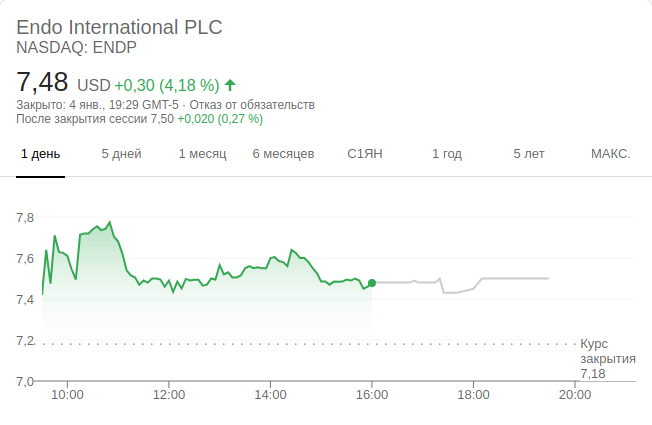 Endo International PLC
NASDAQ: ENDP
7,48 USD +0,30 (4,18 %)
Закрыто: 4 янв., 19:29 GMT-5 · Отказ от обязательств
После закрытия сессии 7,50 +0,020 (0,27 %)
1 день 5 дней 1 месяц 6 месяцев С1ЯН 1 год 5 лет МАКС.
7,8
7,6
7,4
7,2
7,0
Курс
закрытия
7,18
10:00 12:00 14:00 16:00 18:00 20:00